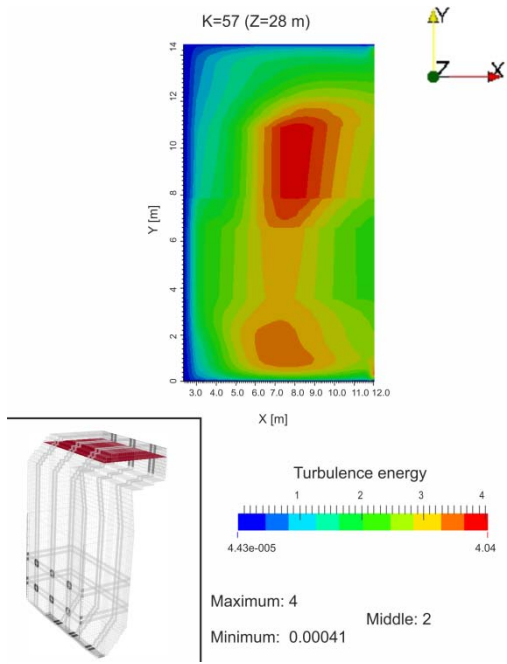 K=57 (Z=28 m)
Y
Z
X
14
12
10
8
6
4
2
0
Y [m]
3.0 4.0 5.0 6.0 7.0 8.0 9.0 10.0 11.0 12.0
X [m]
Turbulence energy
1 2 3 4
4.43e-005 4.04
Maximum: 4
Middle: 2
Minimum: 0.00041